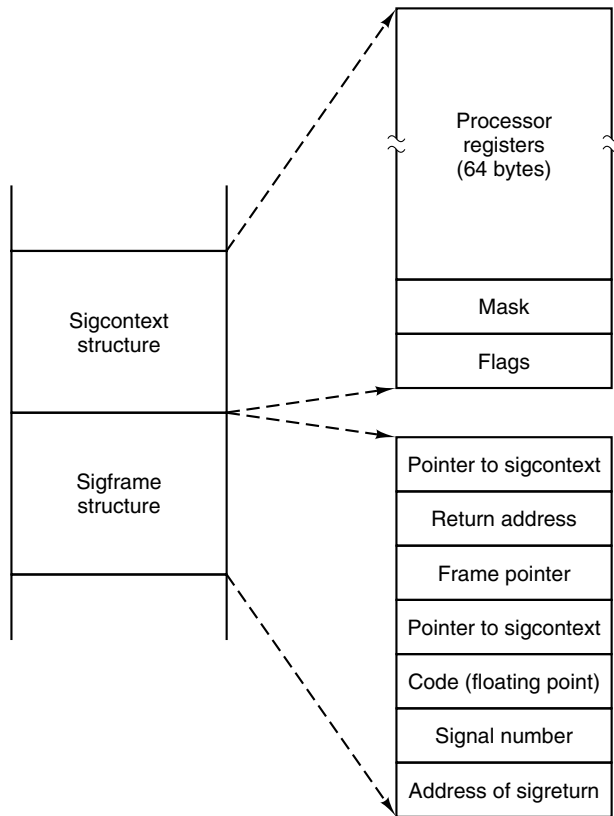 Sigcontext
structure
Sigframe
structure
Processor
registers
(64 bytes)
Mask
Flags
Pointer to sigcontext
Return address
Frame pointer
Pointer to sigcontext
Code (floating point)
Signal number
Address of sigreturn